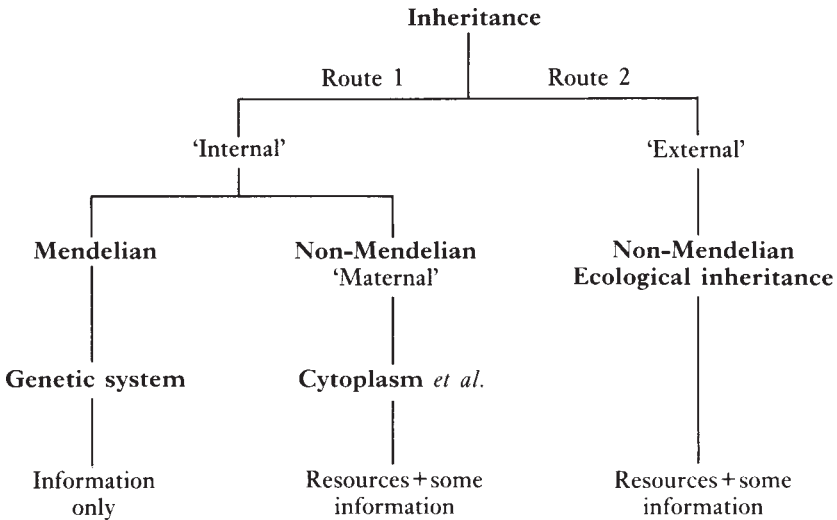 Inheritance
Route 1
Route 2
‘Internal’
‘External’
Mendelian
Non-Mendelian
‘Maternal’
Non-Mendelian
Ecological inheritance
Genetic system
Cytoplasm et al.
Information
only
Resources+some
information
Resources+some
information